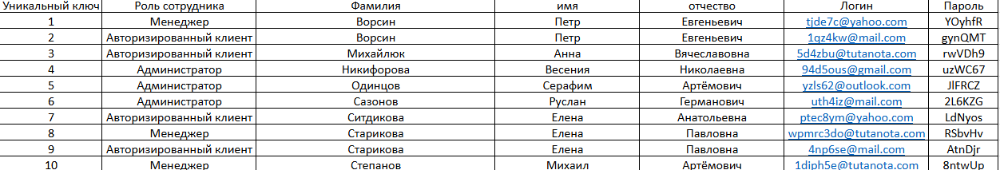 Уникальный ключ Роль сотрудника Фамилия имя отчество Логин Пароль
1 Менеджер Ворсин Петр Евгеньевич tjde7c@yahoo.com YOyhfR
2 Авторизированный клиент Ворсин Петр Евгеньевич 1qz4kw@mail.com gynQMT
3 Авторизированный клиент Михайлюк Анна Вячеславовна 5d4zbu@tutanota.com rwVDh9
4 Администратор Никифорова Весения Николаевна 94d5ous@gmail.com uzWC67
5 Администратор Одинцов Серафим Артёмович yzls62@outlook.com JlFRCZ
6 Администратор Сазонов Руслан Германович uth4iz@mail.com 2L6KZG
7 Авторизированный клиент Ситдикова Елена Анатольевна ptec8ym@yahoo.com LdNyos
8 Менеджер Старикова Елена Павловна wpmrc3do@tutanota.com RSbvHv
9 Авторизированный клиент Старикова Елена Павловна 4np6se@mail.com AtnDjr
10 Менеджер Степанов Михаил Артёмович 1diph5e@tutanota.com 8ntwUp